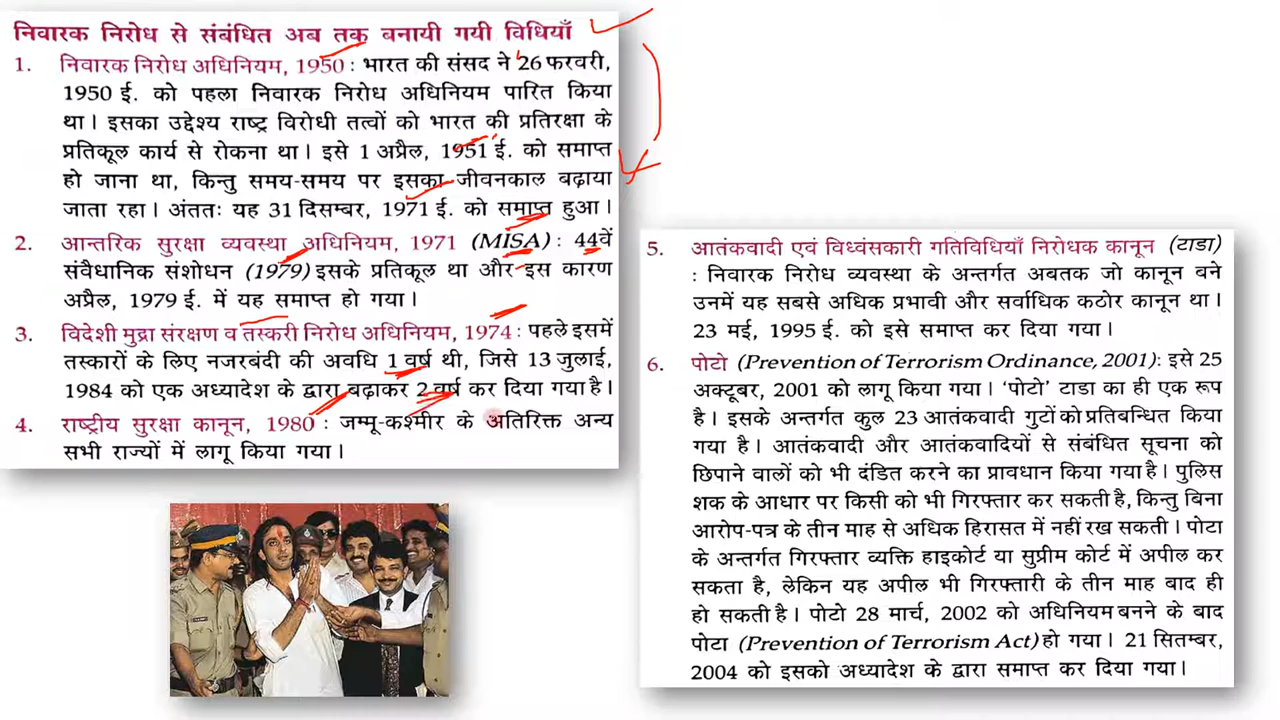 निवारक निरोध से संबंधित अब तक बनायी गयी विधियाँ
1. निवारक निरोध अधिनियम, 1950 : भारत की संसद ने 26 फरवरी,
1950 ई. को पहला निवारक निरोध अधिनियम पारित किया
था। इसका उद्देश्य राष्ट्र विरोधी तत्वों को भारत की प्रतिरक्षा के
प्रतिकूल कार्य से रोकना था। इसे 1 अप्रैल, 1951 ई. को समाप्त
हो जाना था, किन्तु समय-समय पर इसका जीवनकाल बढ़ाया
जाता रहा। अंततः यह 31 दिसम्बर, 1971 ई. को समाप्त हुआ।
2. आन्तरिक सुरक्षा व्यवस्था अधिनियम, 1971 (MISA) : 44वें
संवैधानिक संशोधन (1979) इसके प्रतिकूल था और इस कारण
अप्रैल, 1979 ई. में यह समाप्त हो गया।
3. विदेशी मुद्रा संरक्षण व तस्करी निरोध अधिनियम, 1974 : पहले इसमें
तस्कारों के लिए नजरबंदी की अवधि 1 वर्ष थी, जिसे 13 जुलाई,
1984 को एक अध्यादेश के द्वारा बढ़ाकर 2 वर्ष कर दिया गया है।
4. राष्ट्रीय सुरक्षा कानून, 1980 : जम्मू-कश्मीर के अतिरिक्त अन्य
सभी राज्यों में लागू किया गया।
5. आतंकवादी एवं विध्वंसकारी गतिविधियाँ निरोधक कानून (टाडा)
: निवारक निरोध व्यवस्था के अन्तर्गत अबतक जो कानून बने
उनमें यह सबसे अधिक प्रभावी और सर्वाधिक कठोर कानून था।
23 मई, 1995 ई. को इसे समाप्त कर दिया गया।
6. पोटो (Prevention of Terrorism Ordinance, 2001) : इसे 25
अक्टूबर, 2001 को लागू किया गया। 'पोटो' टाडा का ही एक रूप
है। इसके अन्तर्गत कुल 23 आतंकवादी गुटों को प्रतिबन्धित किया
गया है। आतंकवादी और आतंकवादियों से संबंधित सूचना को
छिपाने वालों को भी दंडित करने का प्रावधान किया गया है। पुलिस
शक के आधार पर किसी को भी गिरफ्तार कर सकती है, किन्तु बिना
आरोप-पत्र के तीन माह से अधिक हिरासत में नहीं रख सकती। पोटा
के अन्तर्गत गिरफ्तार व्यक्ति हाइकोर्ट या सुप्रीम कोर्ट में अपील कर
सकता है, लेकिन यह अपील भी गिरफ्तारी के तीन माह बाद ही
हो सकती है। पोटो 28 मार्च, 2002 को अधिनियम बनने के बाद
पोटा (Prevention of Terrorism Act) हो गया। 21 सितम्बर,
2004 को इसको अध्यादेश के द्वारा समाप्त कर दिया गया।